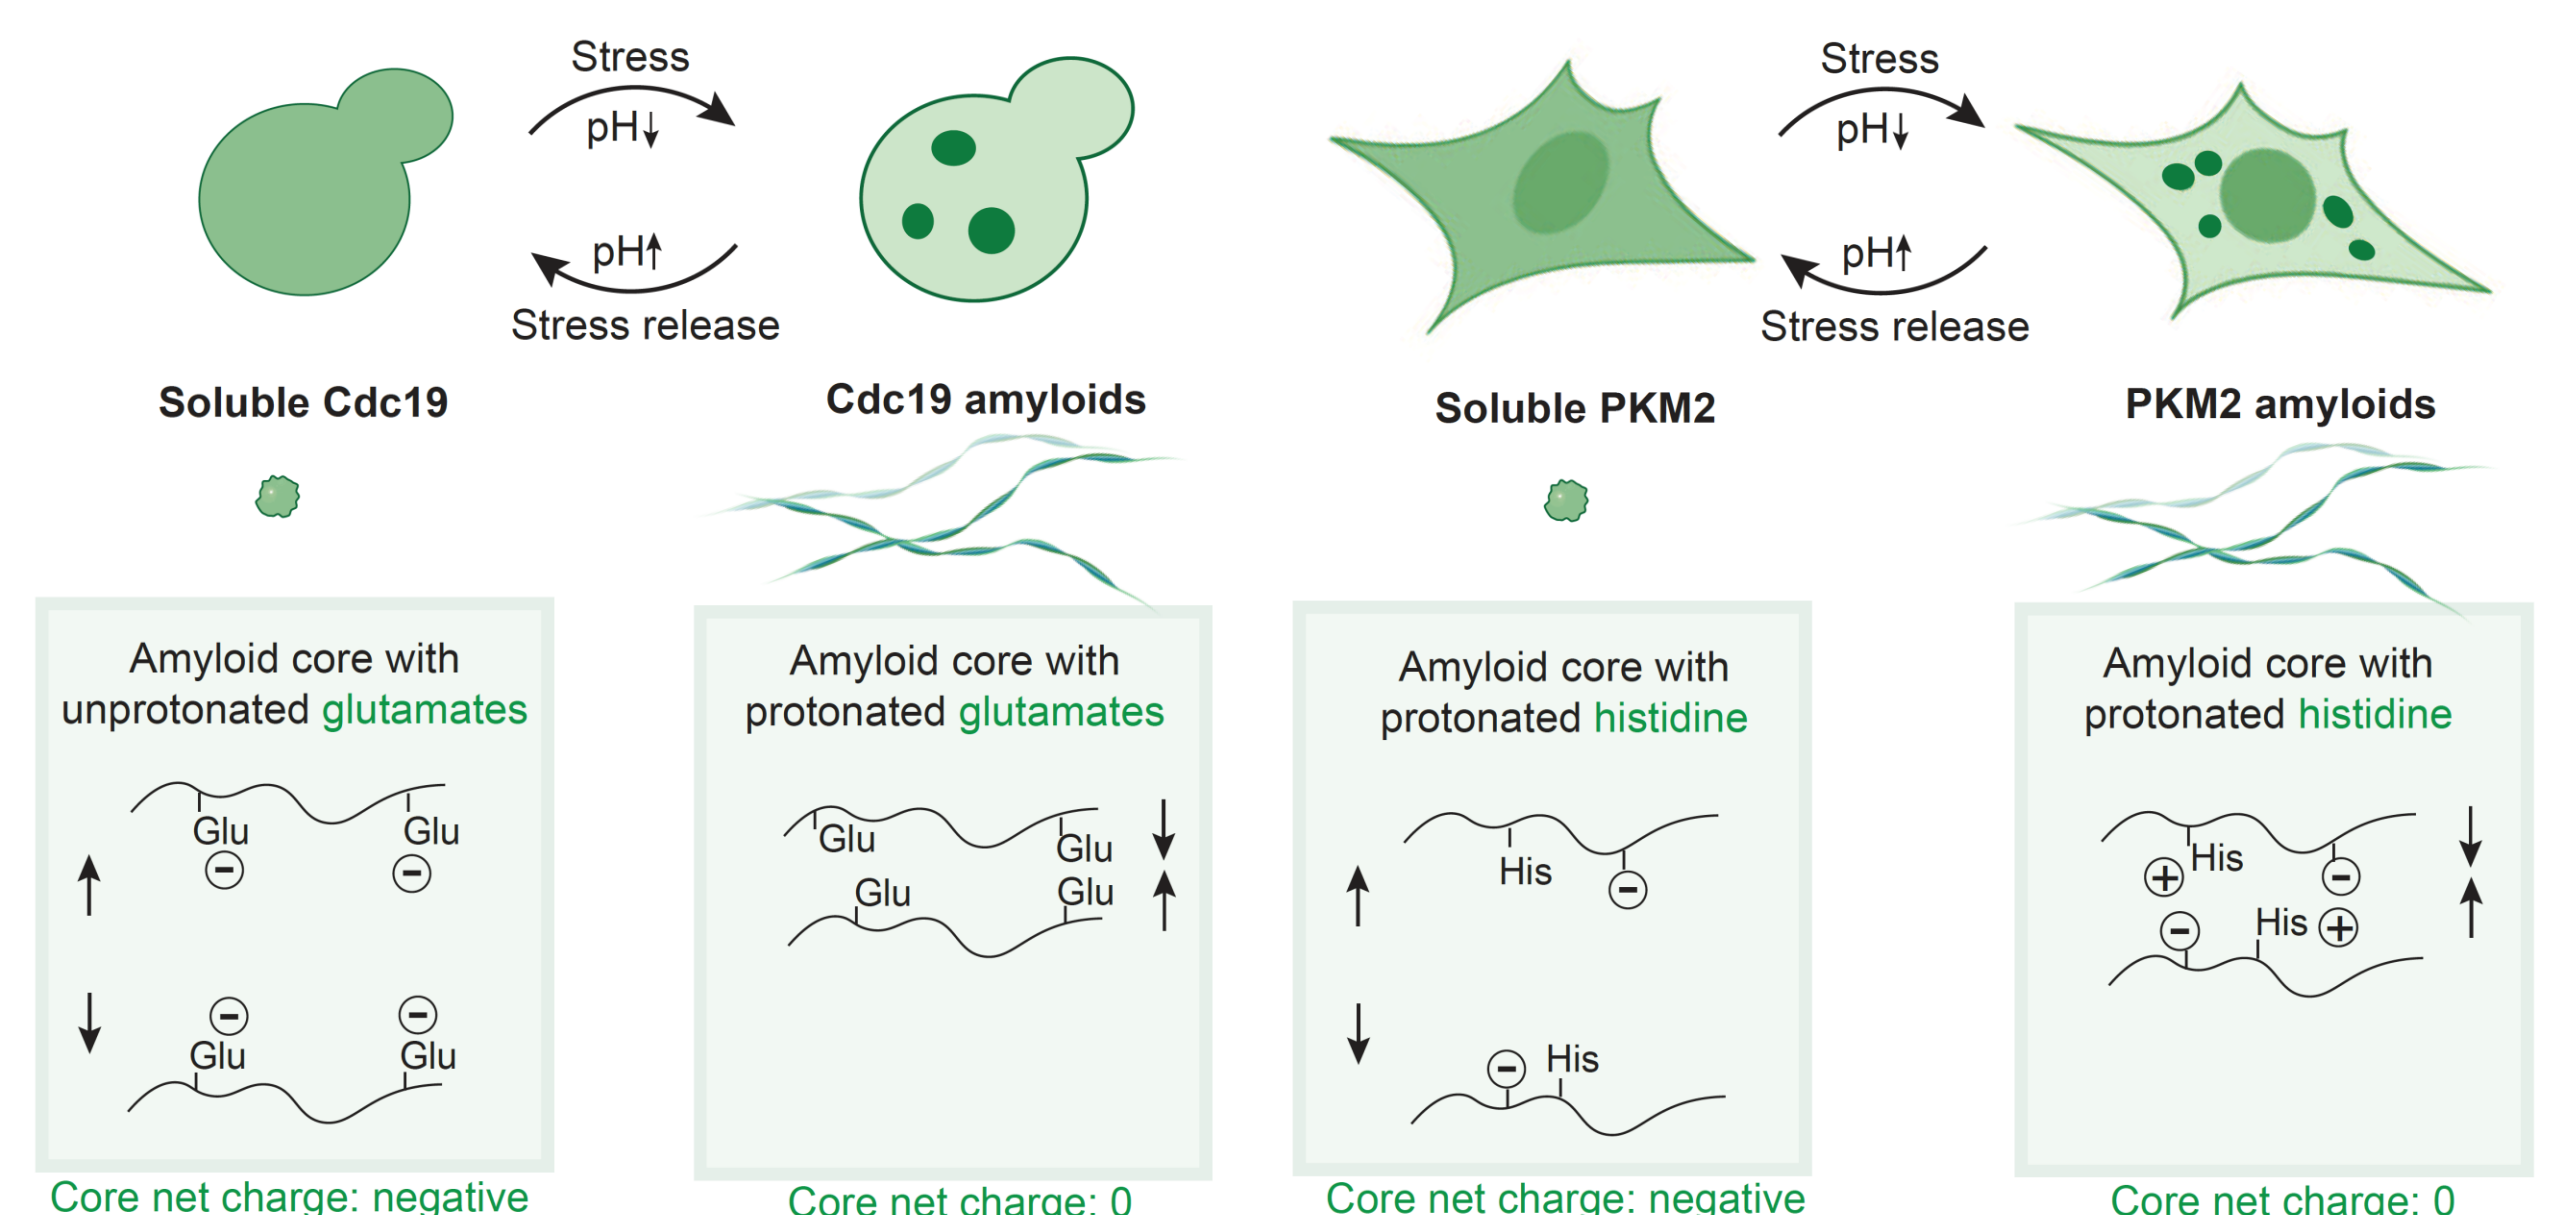 Stress
pH↓
pH↑
Stress release
Soluble Cdc19
Cdc19 amyloids
Stress
pH↓
pH↑
Stress release
Soluble PKM2
PKM2 amyloids
Amyloid core with
unprotonated glutamates
Glu
Glu
−
−
−
−
Glu
Glu
Core net charge: negative
Amyloid core with
protonated glutamates
Glu
Glu
Glu
Glu
Core net charge: 0
Amyloid core with
protonated histidine
His
−
−
His
Core net charge: negative
Amyloid core with
protonated histidine
His
+
−
−
His
+
Core net charge: 0